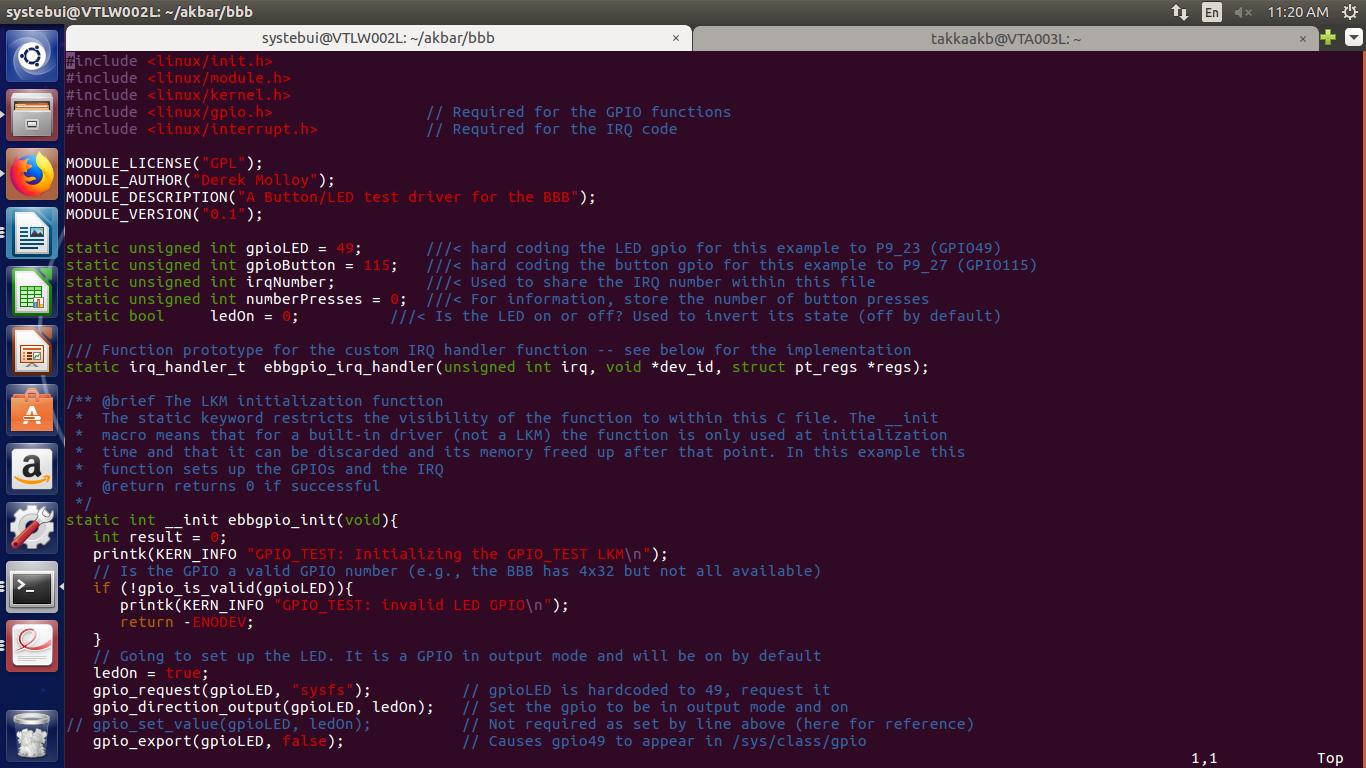 systebui@VTLW002L: ~/akbar/bbb
En
11:20 AM
systebui@VTLW002L: ~/akbar/bbb ×
takkaakb@VTA003L: ~ ×
#include <linux/init.h>
#include <linux/module.h>
#include <linux/kernel.h>
#include <linux/gpio.h>                 // Required for the GPIO functions
#include <linux/interrupt.h>            // Required for the IRQ code
MODULE_LICENSE("GPL");
MODULE_AUTHOR("Derek Molloy");
MODULE_DESCRIPTION("A Button/LED test driver for the BBB");
MODULE_VERSION("0.1");
static unsigned int gpioLED = 49;       ///< hard coding the LED gpio for this example to P9_23 (GPIO49)
static unsigned int gpioButton = 115;   ///< hard coding the button gpio for this example to P9_27 (GPIO115)
static unsigned int irqNumber;          ///< Used to share the IRQ number within this file
static unsigned int numberPresses = 0;  ///< For information, store the number of button presses
static bool     ledOn = 0;          ///< Is the LED on or off? Used to invert its state (off by default)
/// Function prototype for the custom IRQ handler function -- see below for the implementation
static irq_handler_t  ebbgpio_irq_handler(unsigned int irq, void *dev_id, struct pt_regs *regs);
/** @brief The LKM initialization function
 *  The static keyword restricts the visibility of the function to within this C file. The __init
 *  macro means that for a built-in driver (not a LKM) the function is only used at initialization
 *  time and that it can be discarded and its memory freed up after that point. In this example this
 *  function sets up the GPIOs and the IRQ
 *  @return returns 0 if successful
 */
static int __init ebbgpio_init(void){
   int result = 0;
   printk(KERN_INFO "GPIO_TEST: Initializing the GPIO_TEST LKM\n");
   // Is the GPIO a valid GPIO number (e.g., the BBB has 4x32 but not all available)
   if (!gpio_is_valid(gpioLED)){
      printk(KERN_INFO "GPIO_TEST: invalid LED GPIO\n");
      return -ENODEV;
   }
   // Going to set up the LED. It is a GPIO in output mode and will be on by default
   ledOn = true;
   gpio_request(gpioLED, "sysfs");          // gpioLED is hardcoded to 49, request it
   gpio_direction_output(gpioLED, ledOn);   // Set the gpio to be in output mode and on
// gpio_set_value(gpioLED, ledOn);          // Not required as set by line above (here for reference)
   gpio_export(gpioLED, false);             // Causes gpio49 to appear in /sys/class/gpio
1,1           Top